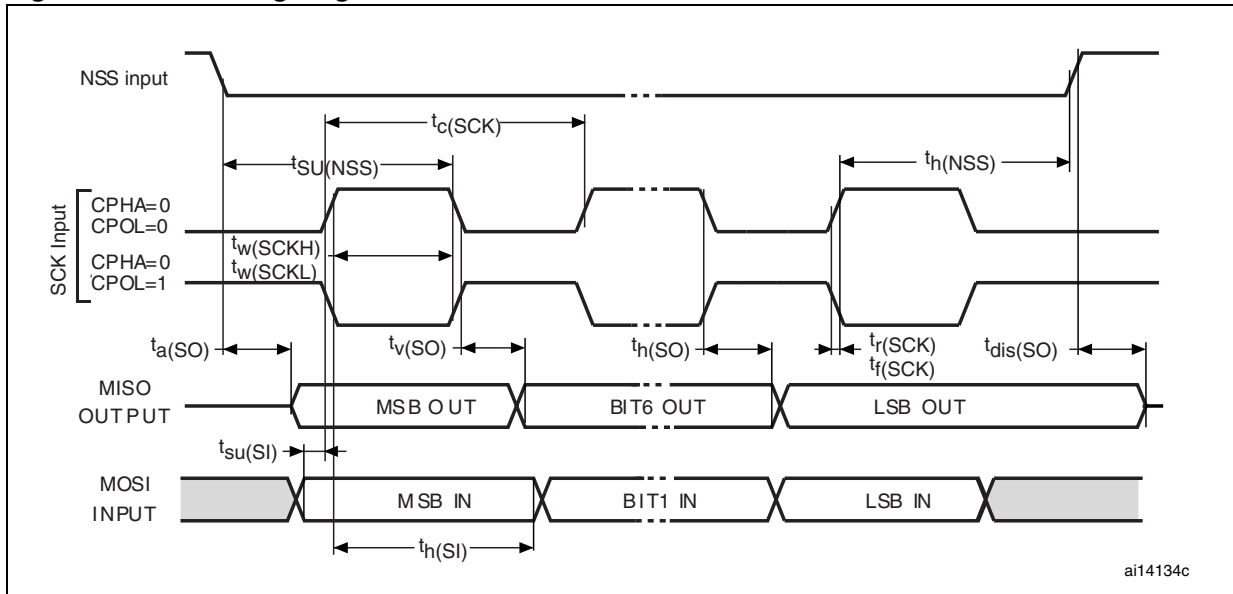 NSS input
tc(SCK)
tSU(NSS)
th(NSS)
SCK Input
CPHA=0
CPOL=0
tw(SCKH)
tw(SCKL)
CPHA=0
CPOL=1
ta(SO)
tv(SO)
th(SO)
tr(SCK)
tf(SCK)
tdis(SO)
MISO
OUTPUT
MSB OUT
BIT6 OUT
LSB OUT
tsu(SI)
MOSI
INPUT
MSB IN
BIT1 IN
LSB IN
th(SI)
ai14134c